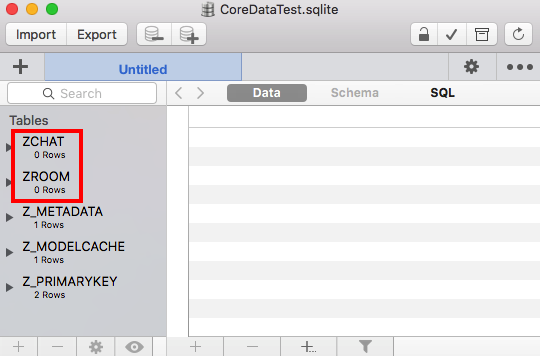 CoreDataTest.sqlite
Import
Export
Untitled
Search
Data
Schema
SQL
Tables
ZCHAT
0 Rows
ZROOM
0 Rows
Z_METADATA
1 Rows
Z_MODELCACHE
1 Rows
Z_PRIMARYKEY
2 Rows